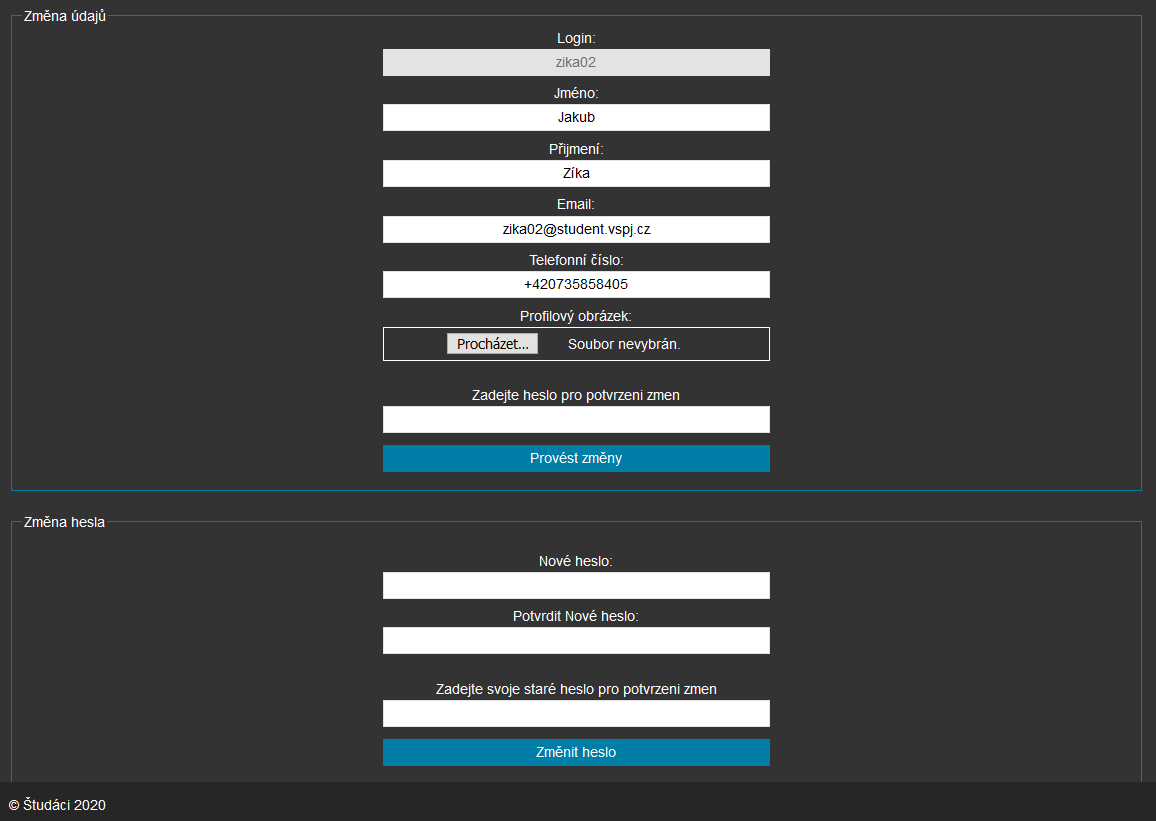 Změna údajů
Login:
zika02
Jméno:
Jakub
Přijmení:
Zíka
Email:
zika02@student.vspj.cz
Telefonní číslo:
+420735858405
Profilový obrázek:
Procházet... Soubor nevybrán.
Zadejte heslo pro potvrzeni zmen
Provést změny
Změna hesla
Nové heslo:
Potvrdit Nové heslo:
Zadejte svoje staré heslo pro potvrzeni zmen
Změnit heslo
© Študáci 2020